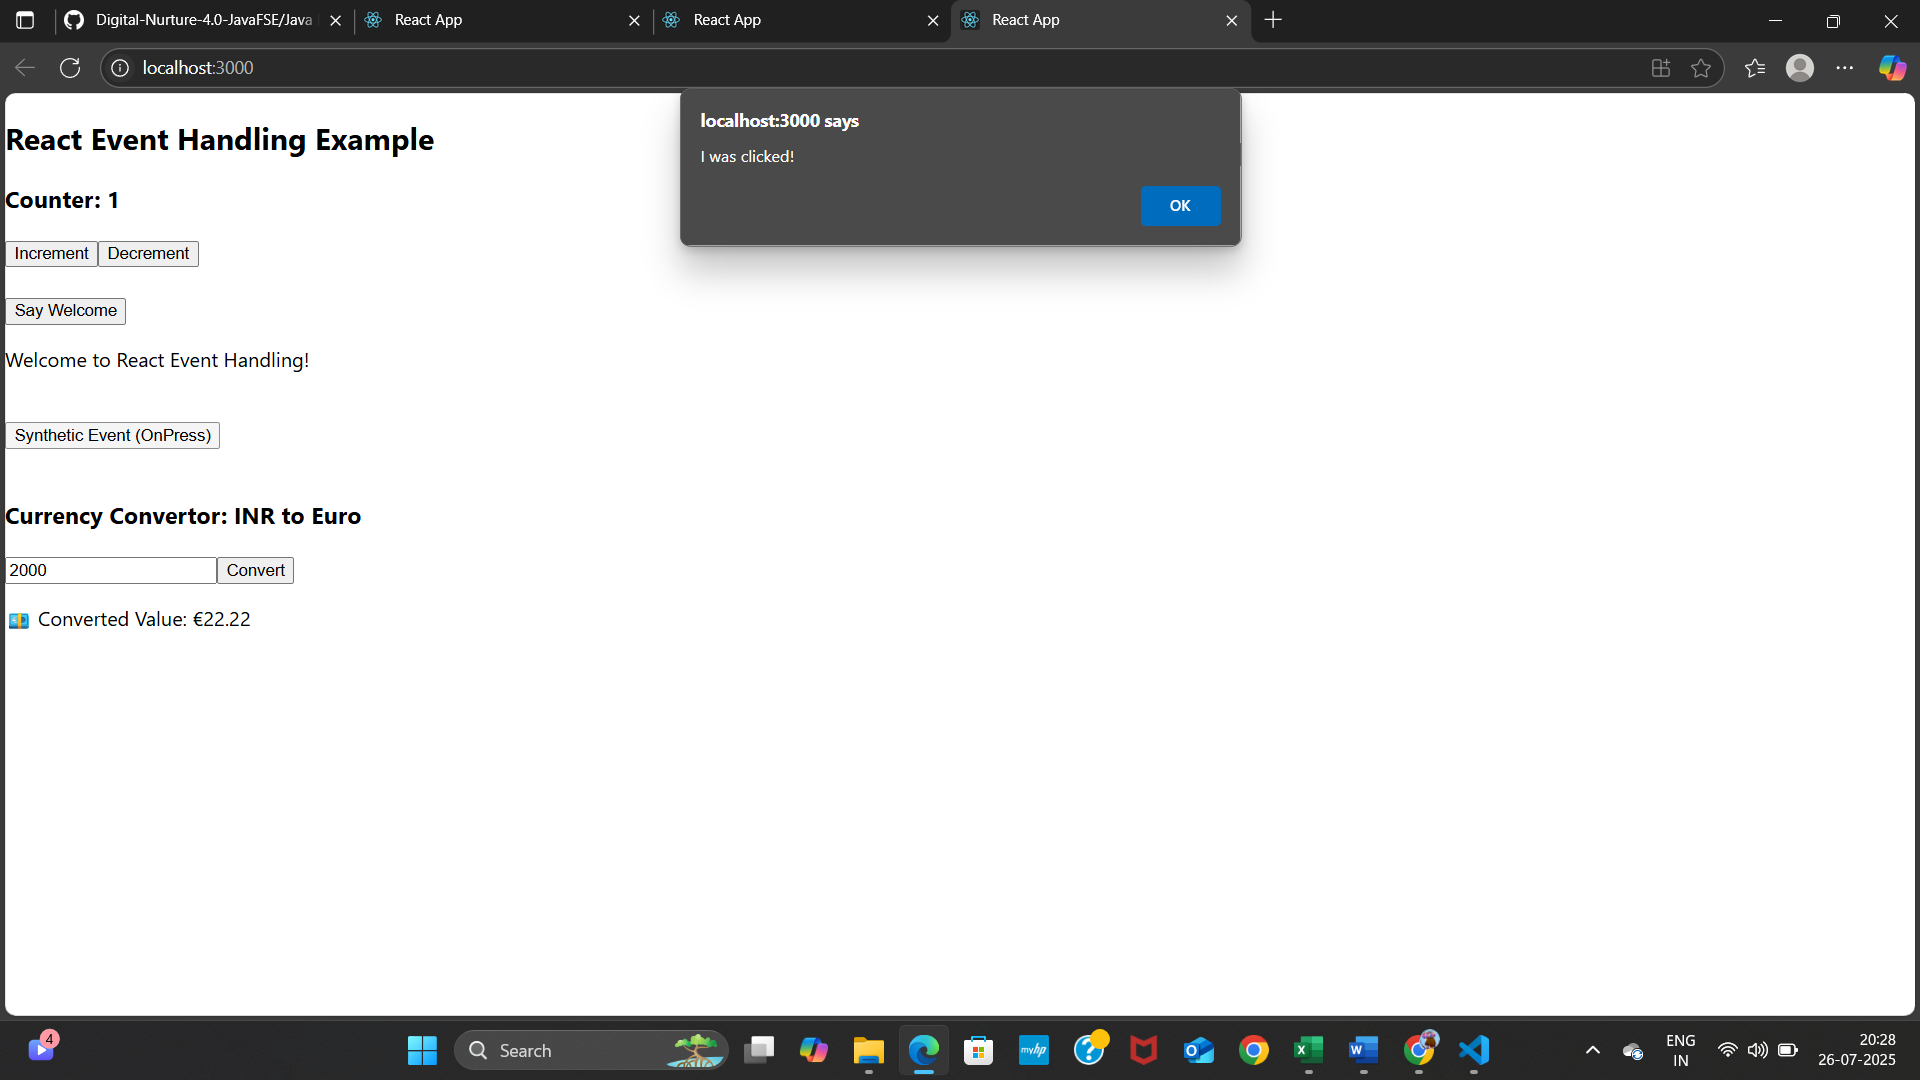 Digital-Nurture-4.0-JavaFSE/Java
React App
React App
React App
localhost:3000
localhost:3000 says
I was clicked!
OK
React Event Handling Example
Counter: 1
Increment Decrement
Say Welcome
Welcome to React Event Handling!
Synthetic Event (OnPress)
Currency Convertor: INR to Euro
2000 Convert
Converted Value: €22.22
4
Search
myhp
ENG
IN
20:28
26-07-2025